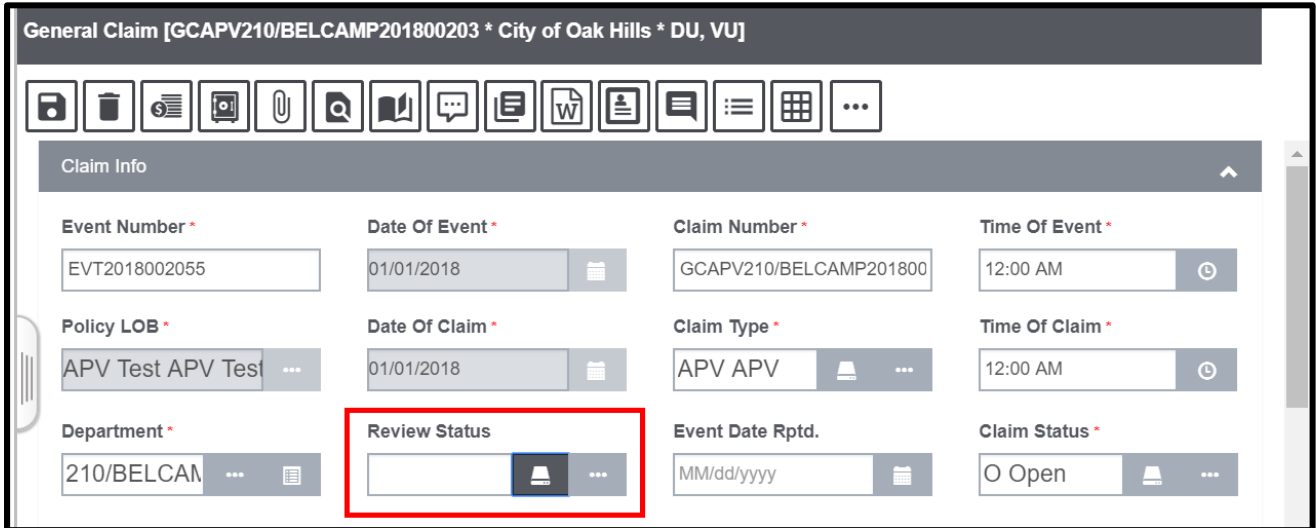 General Claim [GCAPV210/BELCAMP201800203 * City of Oak Hills * DU, VU]
W
Claim Info
Event Number * Date Of Event * Claim Number * Time Of Event *
EVT2018002055 01/01/2018 GCAPV210/BELCAMP201800 12:00 AM
Policy LOB * Date Of Claim * Claim Type * Time Of Claim *
APV Test APV Test 01/01/2018 APV APV 12:00 AM
Department * Review Status Event Date Rptd. Claim Status *
210/BELCAM MM/dd/yyyy O Open